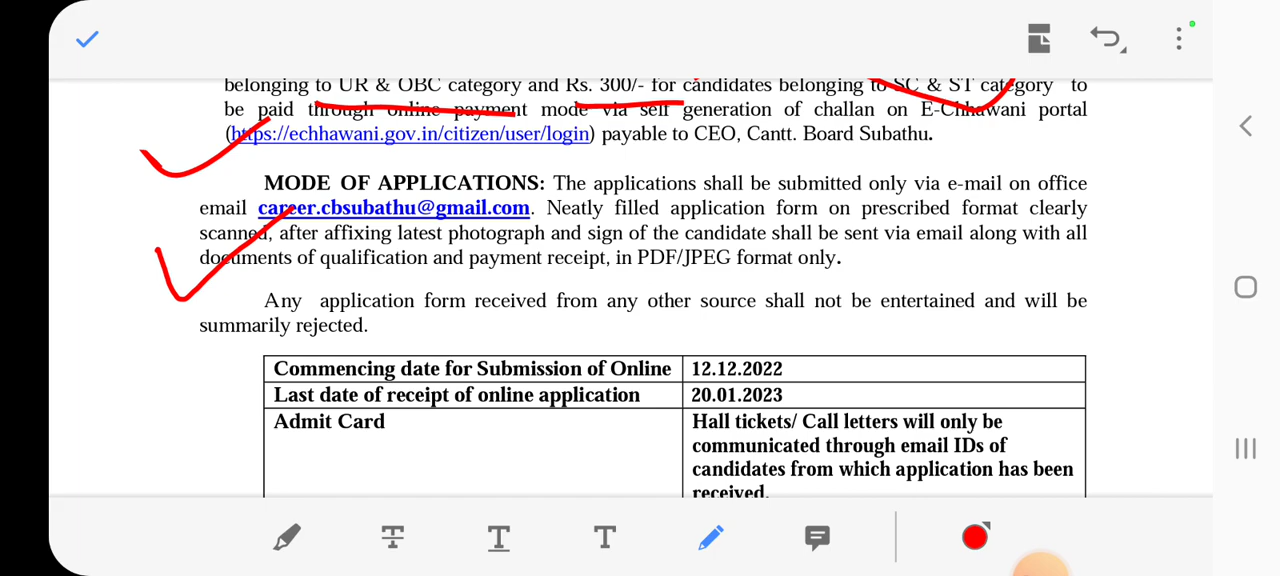 belonging to UR & OBC category and Rs. 300/- for candidates belonging to SC & ST category to
be paid through online payment mode via self generation of challan on E-Chhawani portal
(https://echhawani.gov.in/citizen/user/login) payable to CEO, Cantt. Board Subathu.
MODE OF APPLICATIONS: The applications shall be submitted only via e-mail on office
email career.cbsubathu@gmail.com. Neatly filled application form on prescribed format clearly
scanned, after affixing latest photograph and sign of the candidate shall be sent via email along with all
documents of qualification and payment receipt, in PDF/JPEG format only.
Any application form received from any other source shall not be entertained and will be
summarily rejected.
Commencing date for Submission of Online 12.12.2022
Last date of receipt of online application 20.01.2023
Admit Card Hall tickets/ Call letters will only be
communicated through email IDs of
candidates from which application has been
received.